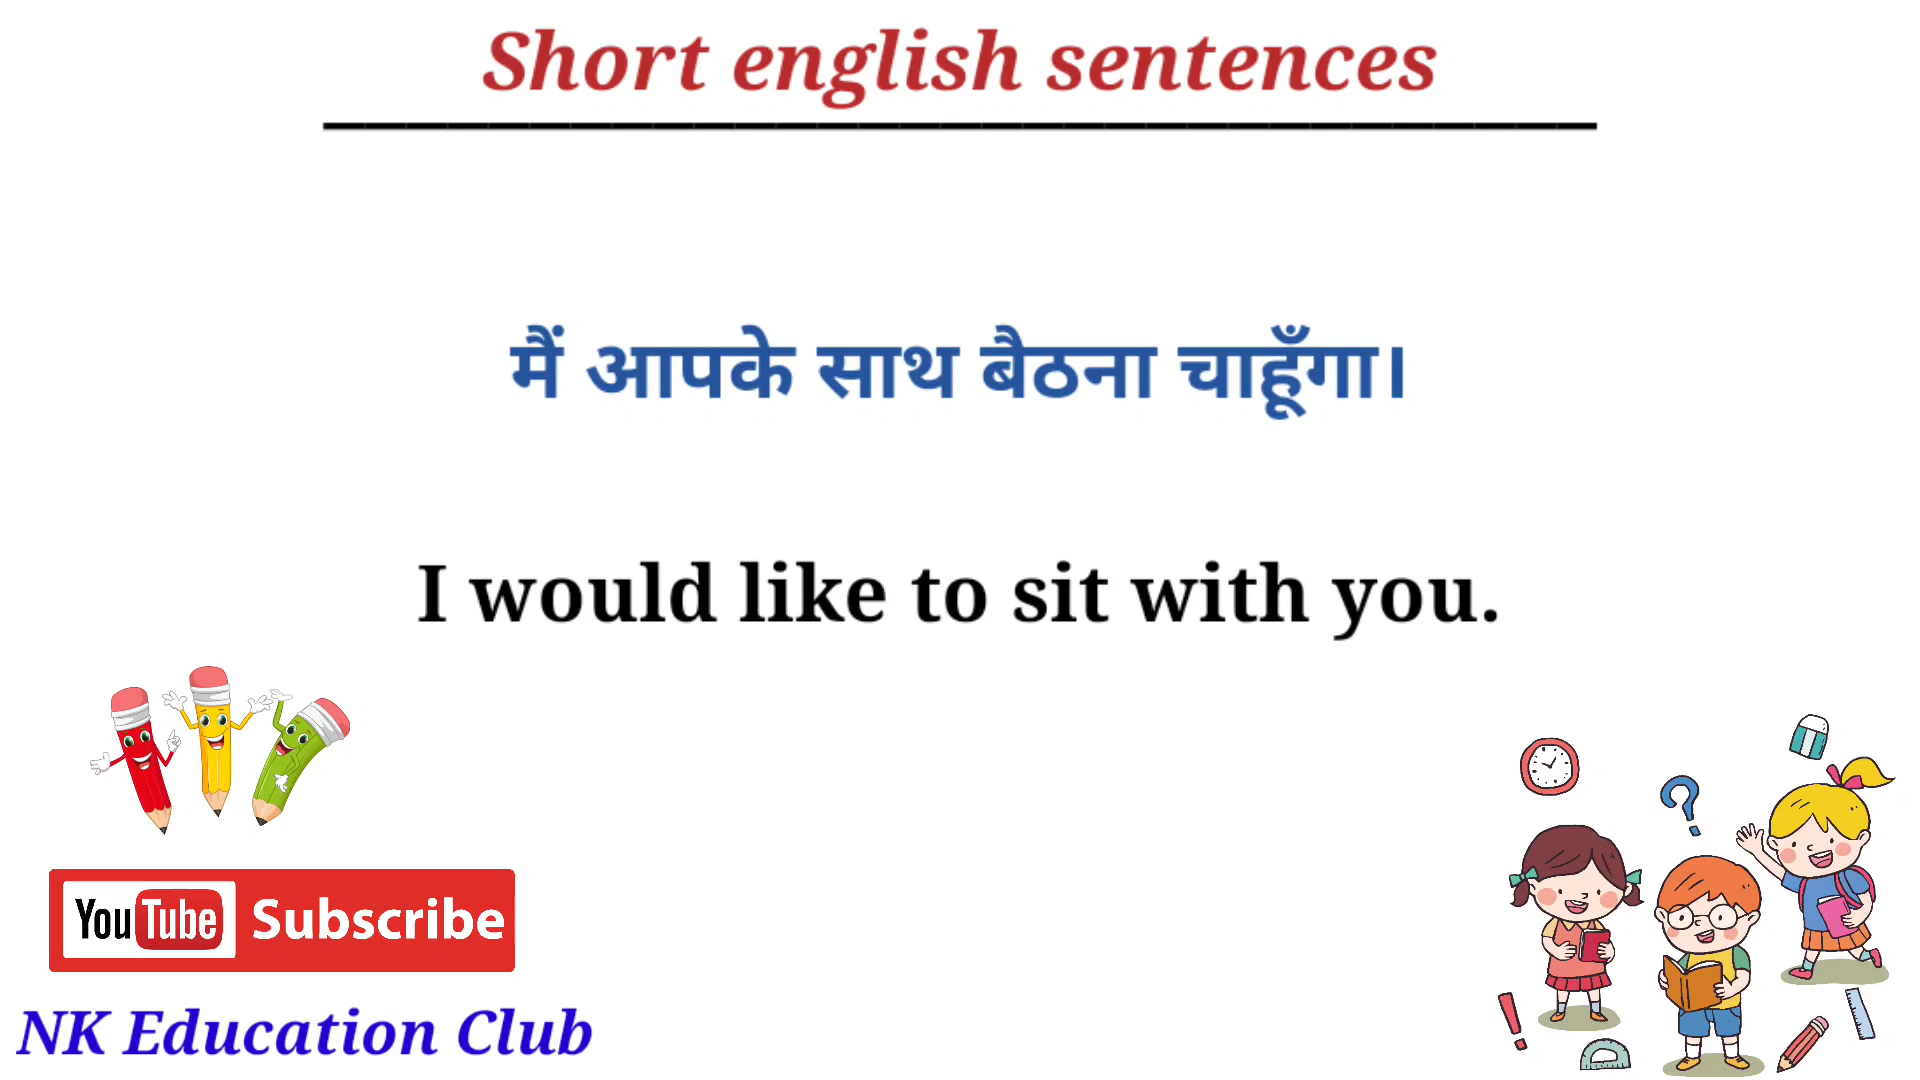 Short english sentences
मैं आपके साथ बैठना चाहूँगा।
I would like to sit with you.
YouTube Subscribe
NK Education Club